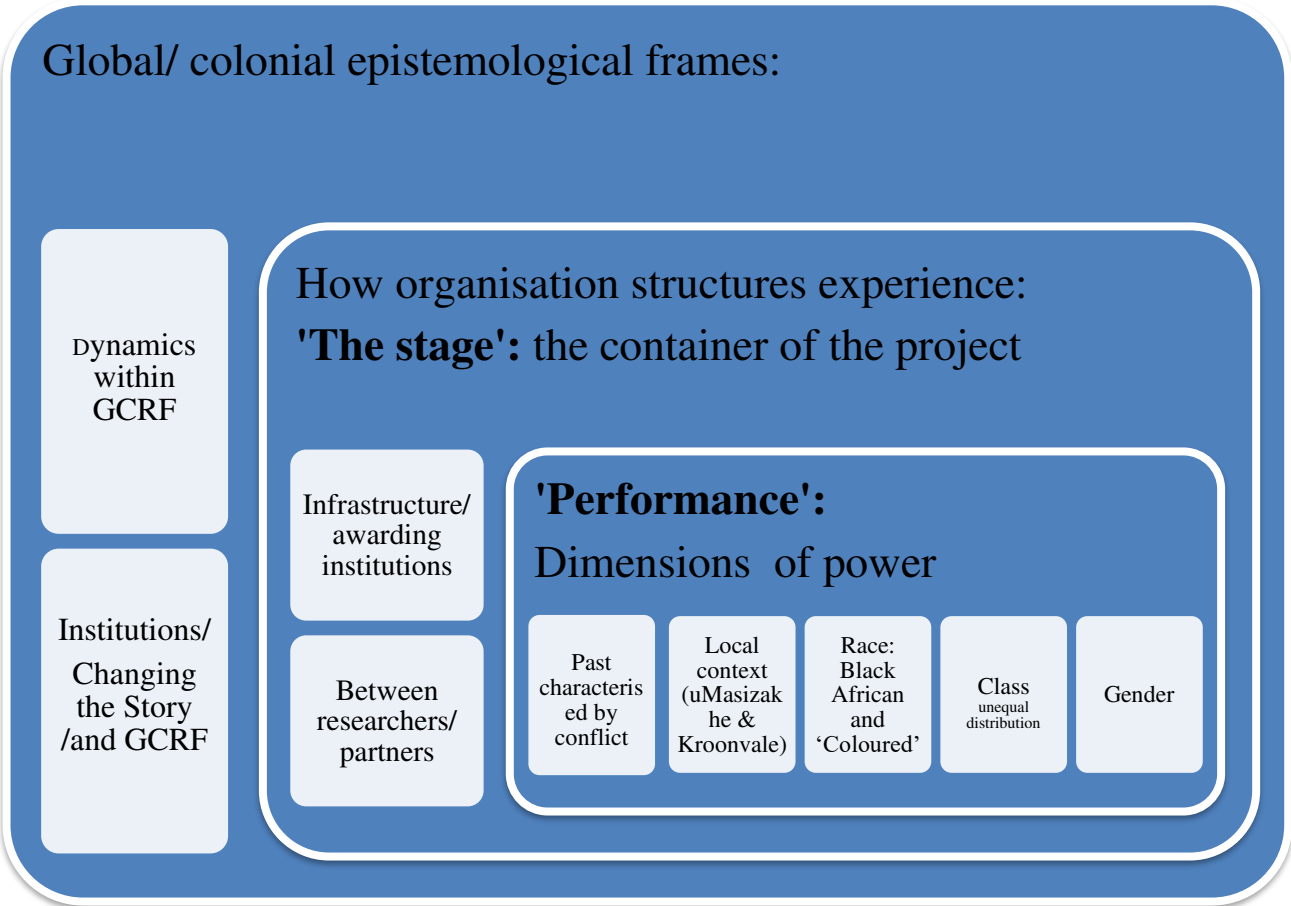 Global/ colonial epistemological frames:
Dynamics
within
GCRF
Institutions/
Changing
the Story
/and GCRF
How organisation structures experience:
'The stage': the container of the project
Infrastructure/
awarding
institutions
Between
researchers/
partners
'Performance':
Dimensions of power
Past
characteris
ed by
conflict
Local
context
(uMasizak
he &
Kroonvale)
Race:
Black
African
and
‘Coloured’
Class
unequal
distribution
Gender